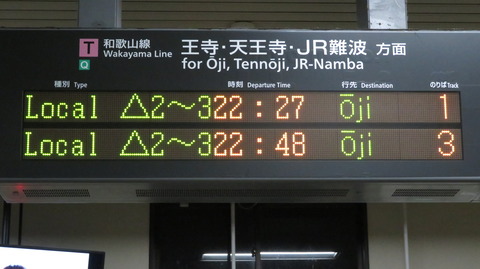 T 和歌山線 王寺・天王寺・JR難波 方面
Q Wakayama Line for Ōji, Tennōji, JR-Namba
種別 Type 時刻 Departure Time 行先 Destination のりば Track
Local △2～3 22:27 Ōji 1
Local △2～3 22:48 Ōji 3